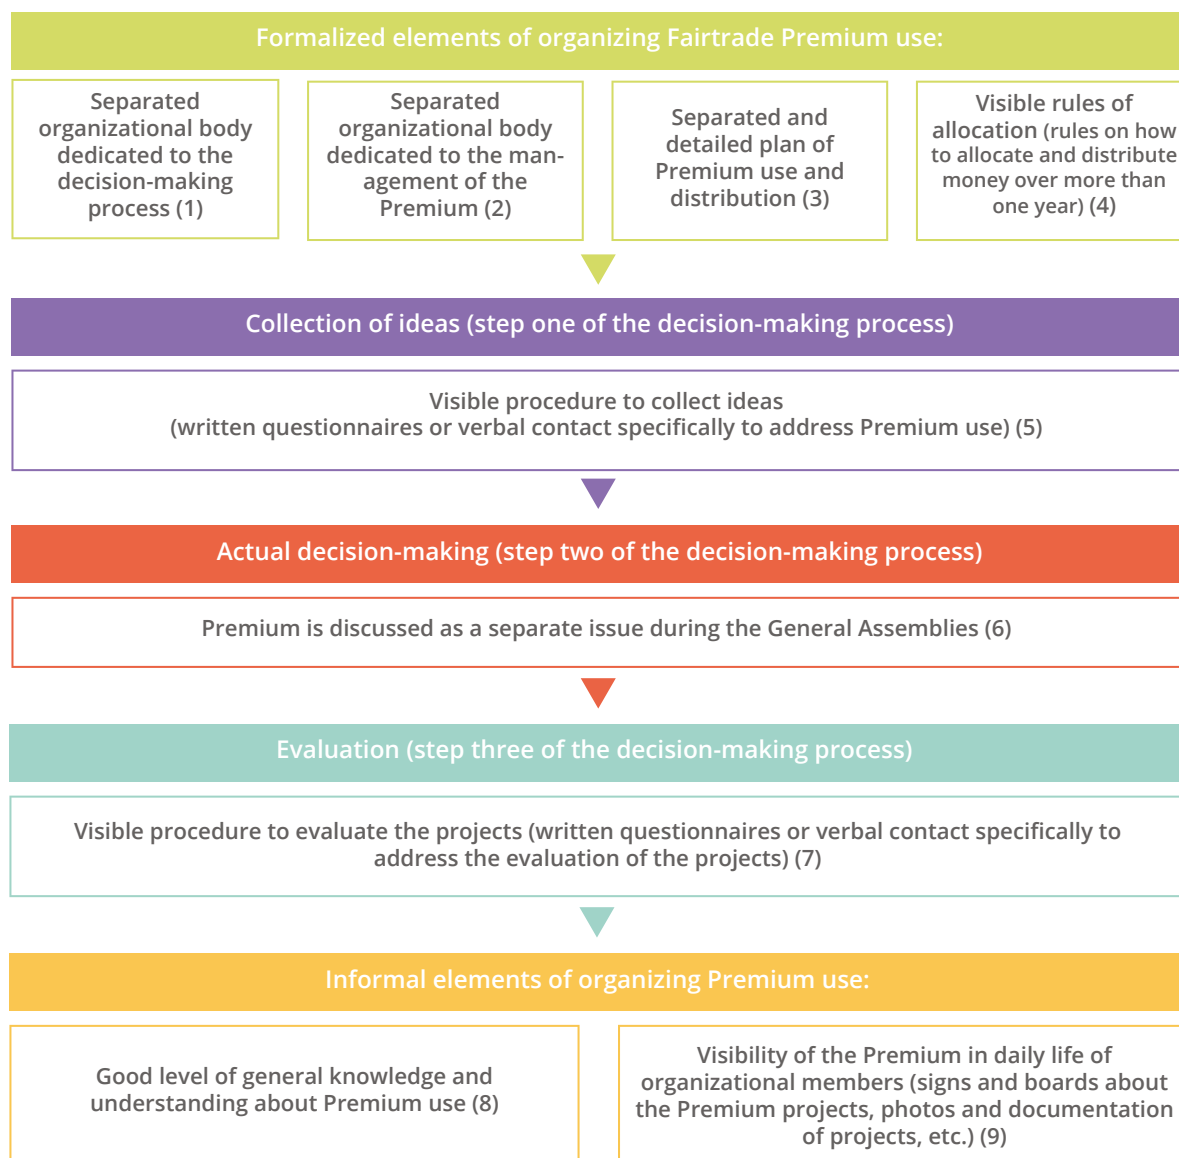 Formalized elements of organizing Fairtrade Premium use:
Separated
organizational body
dedicated to the
decision-making
process (1)
Separated
organizational body
dedicated to the man-
agement of the
Premium (2)
Separated and
detailed plan of
Premium use and
distribution (3)
Visible rules of
allocation (rules on how
to allocate and distribute
money over more than
one year) (4)
Collection of ideas (step one of the decision-making process)
Visible procedure to collect ideas
(written questionnaires or verbal contact specifically to address Premium use) (5)
Actual decision-making (step two of the decision-making process)
Premium is discussed as a separate issue during the General Assemblies (6)
Evaluation (step three of the decision-making process)
Visible procedure to evaluate the projects (written questionnaires or verbal contact specifically to
address the evaluation of the projects) (7)
Informal elements of organizing Premium use:
Good level of general knowledge and
understanding about Premium use (8)
Visibility of the Premium in daily life of
organizational members (signs and boards about
the Premium projects, photos and documentation
of projects, etc.) (9)